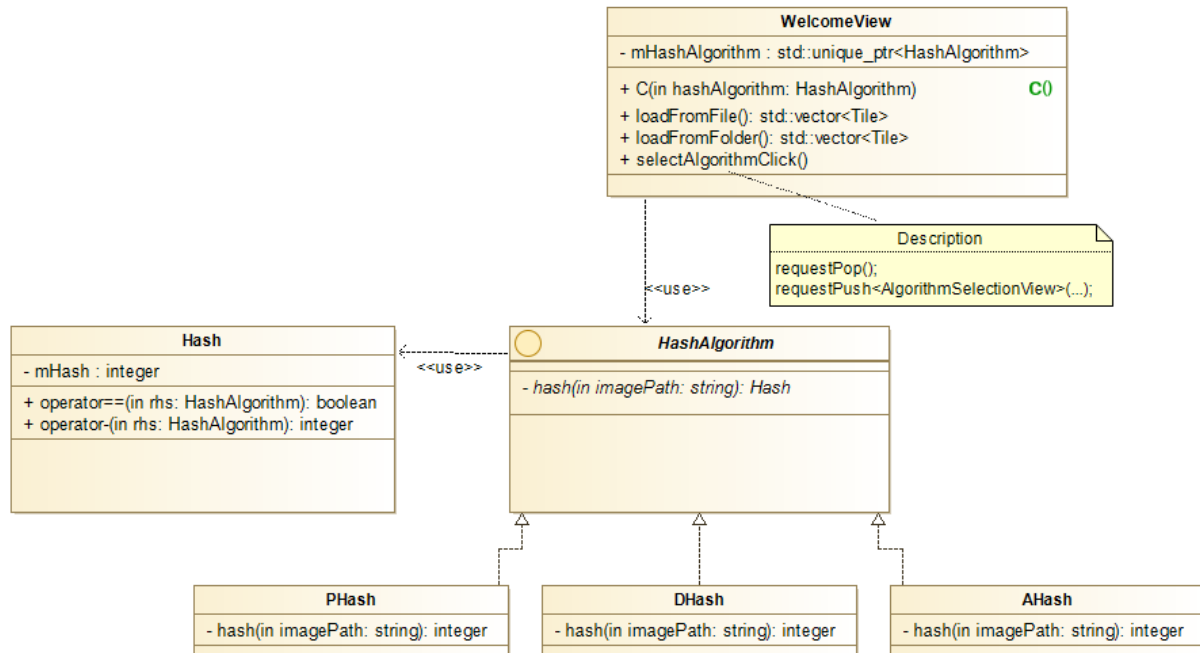 WelcomeView
- mHashAlgorithm : std::unique_ptr<HashAlgorithm>
+ C(in hashAlgorithm: HashAlgorithm) C()
+ loadFromFile(): std::vector<Tile>
+ loadFromFolder(): std::vector<Tile>
+ selectAlgorithmClick()
Description
requestPop();
requestPush<AlgorithmSelectionView>(...);
<<use>>
Hash
- mHash : integer
+ operator==(in rhs: HashAlgorithm): boolean
+ operator-(in rhs: HashAlgorithm): integer
<<use>>
HashAlgorithm
- hash(in imagePath: string): Hash
PHash
- hash(in imagePath: string): integer
DHash
- hash(in imagePath: string): integer
AHash
- hash(in imagePath: string): integer